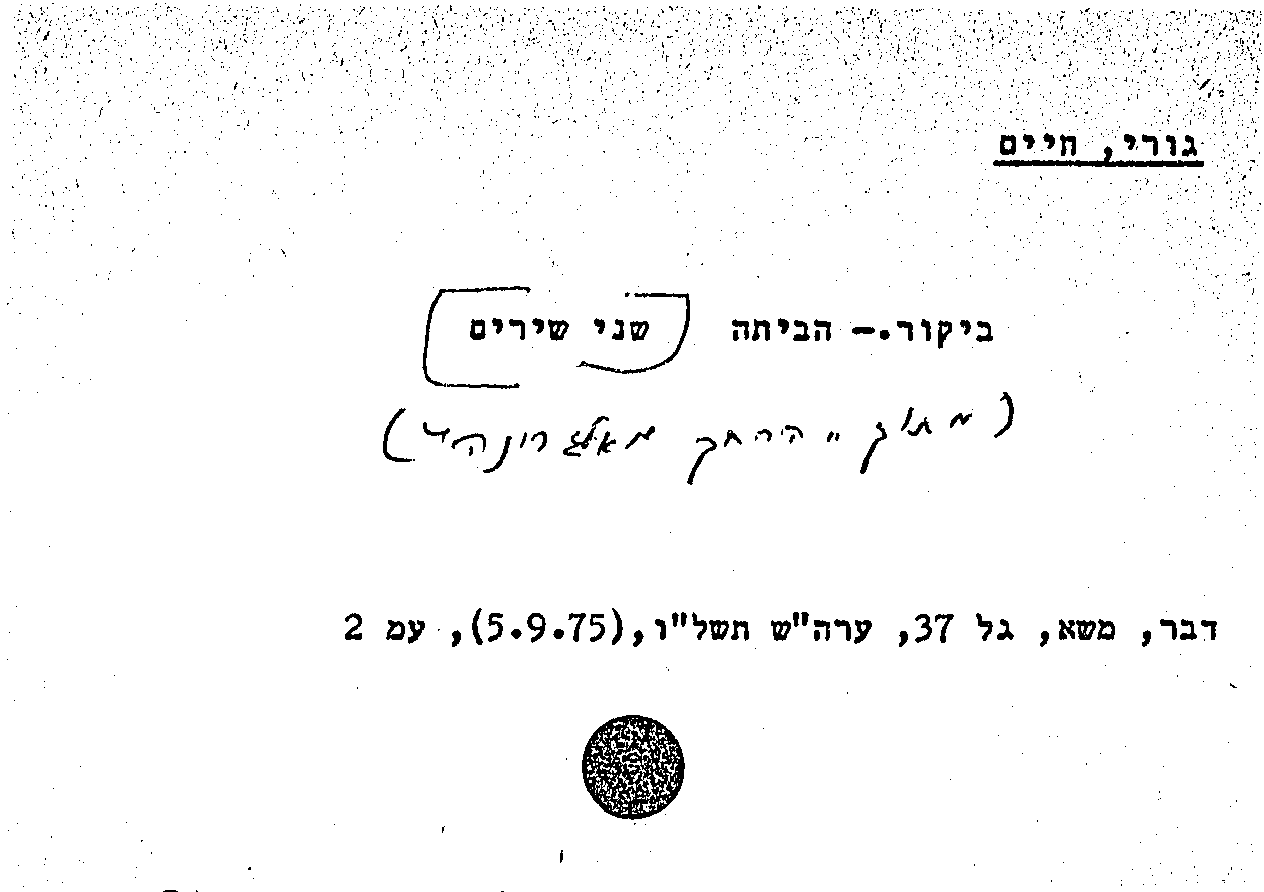 גורי, חיים
ביקור.- הביתה [שני שירים]
(מתוך "הרחק מאלג'רינה")
דבר, משא, גל 37, ערה"ש תשל"ו,(5.9.75), עמ 2